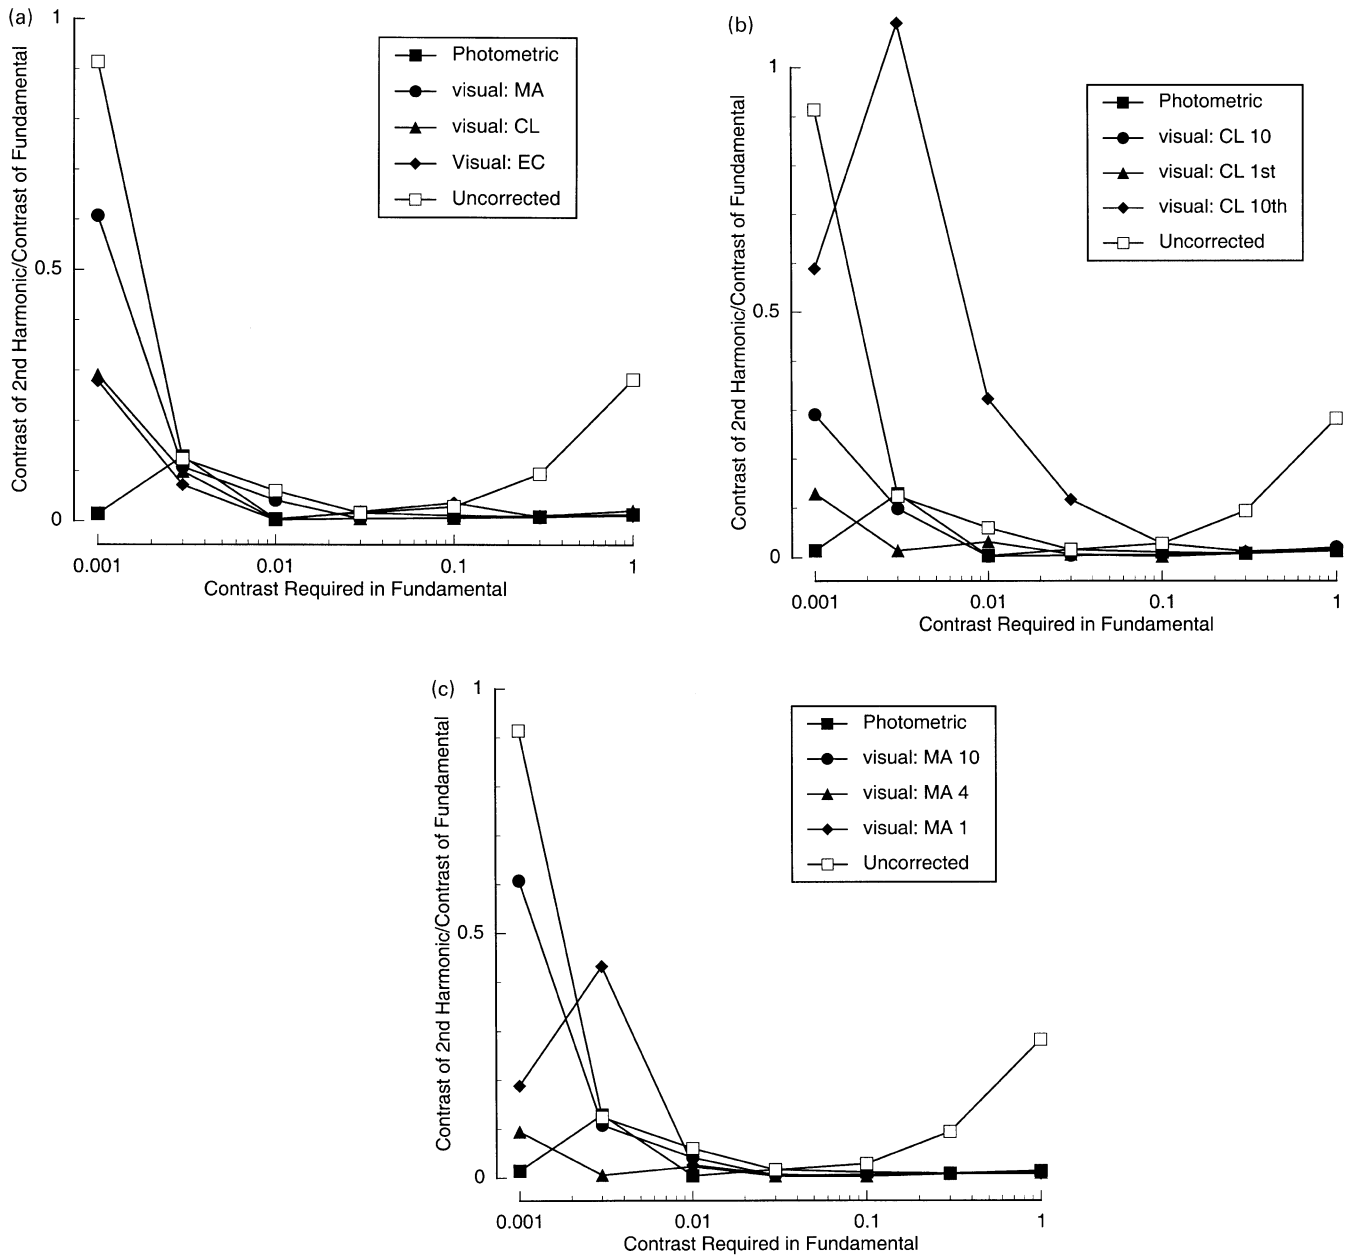 (a)
1
0.5
0
Contrast of 2nd Harmonic/Contrast of Fundamental
Photometric
visual: MA
visual: CL
Visual: EC
Uncorrected
0.001
0.01
0.1
1
Contrast Required in Fundamental
(b)
1
0.5
0
Contrast of 2nd Harmonic/Contrast of Fundamental
Photometric
visual: CL 10
visual: CL 1st
visual: CL 10th
Uncorrected
0.001
0.01
0.1
1
Contrast Required in Fundamental
(c)
1
0.5
0
Contrast of 2nd Harmonic/Contrast of Fundamental
Photometric
visual: MA 10
visual: MA 4
visual: MA 1
Uncorrected
0.001
0.01
0.1
1
Contrast Required in Fundamental